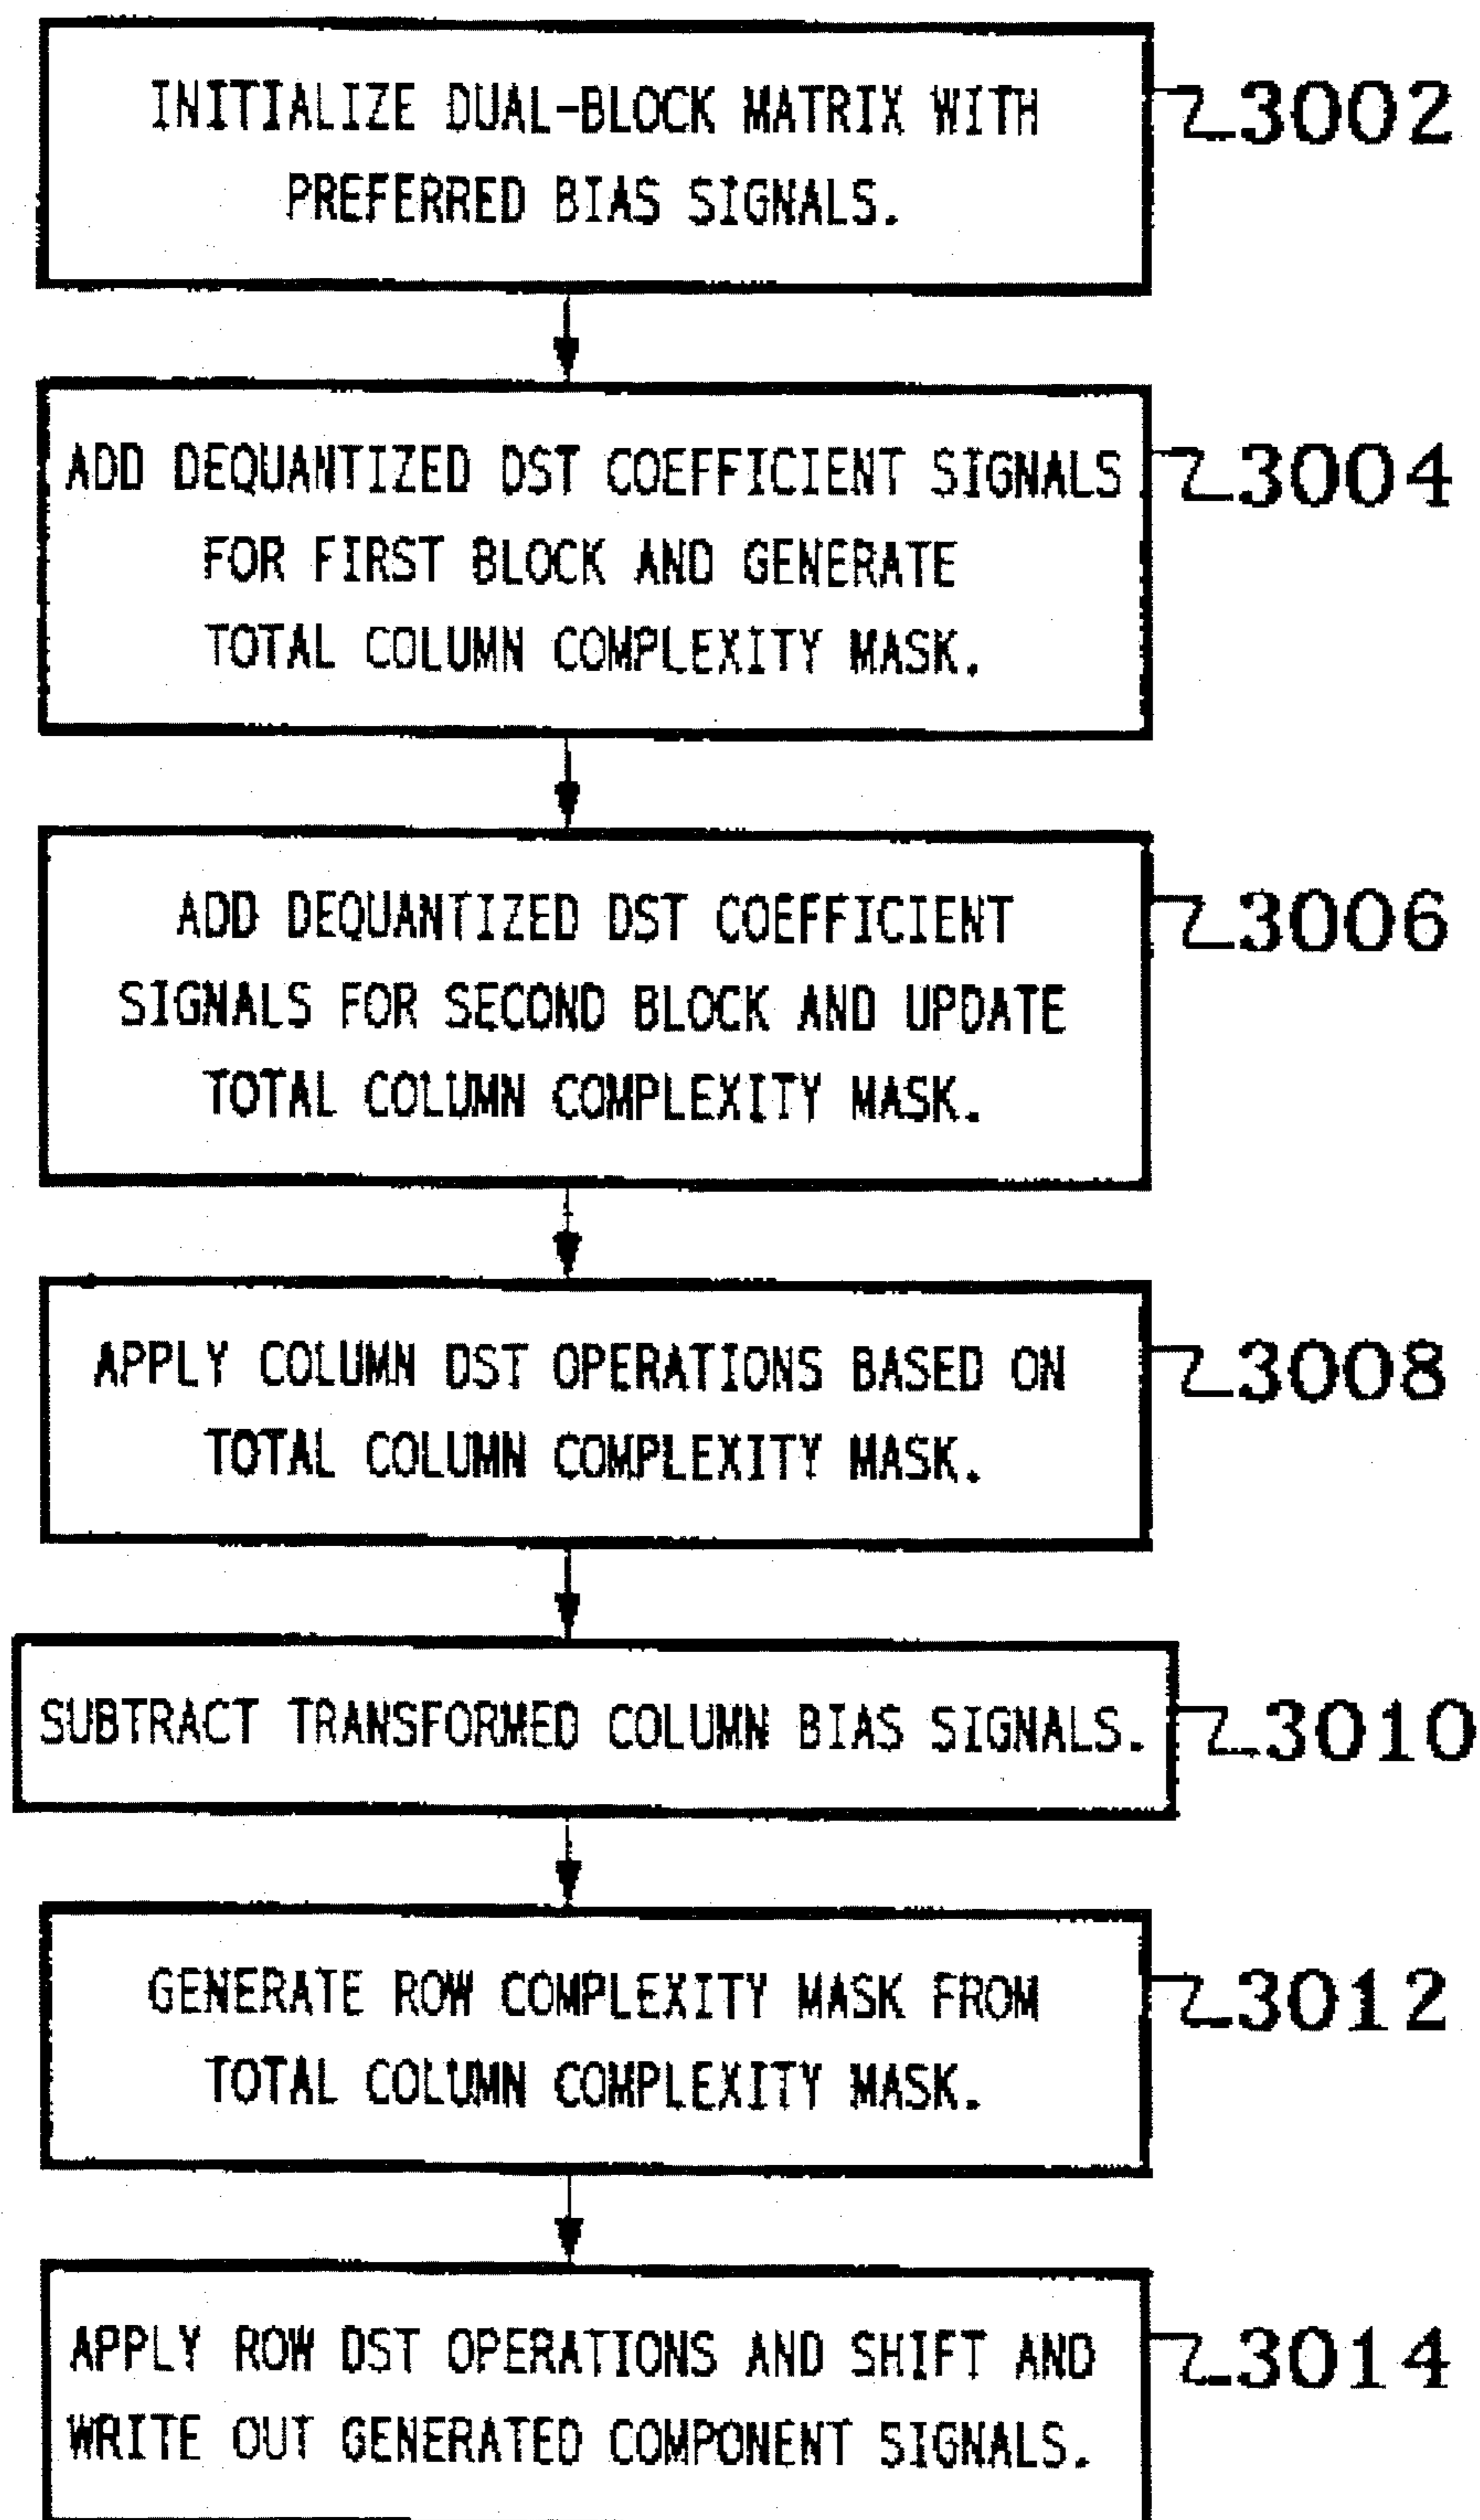 INITIALIZE DUAL-BLOCK MATRIX WITH
PREFERRED BIAS SIGNALS.
3002
ADD DEQUANTIZED DST COEFFICIENT SIGNALS
FOR FIRST BLOCK AND GENERATE
TOTAL COLUMN COMPLEXITY MASK.
3004
ADD DEQUANTIZED DST COEFFICIENT
SIGNALS FOR SECOND BLOCK AND UPDATE
TOTAL COLUMN COMPLEXITY MASK.
3006
APPLY COLUMN DST OPERATIONS BASED ON
TOTAL COLUMN COMPLEXITY MASK.
3008
SUBTRACT TRANSFORMED COLUMN BIAS SIGNALS.
3010
GENERATE ROW COMPLEXITY MASK FROM
TOTAL COLUMN COMPLEXITY MASK.
3012
APPLY ROW DST OPERATIONS AND SHIFT AND
WRITE OUT GENERATED COMPONENT SIGNALS.
3014